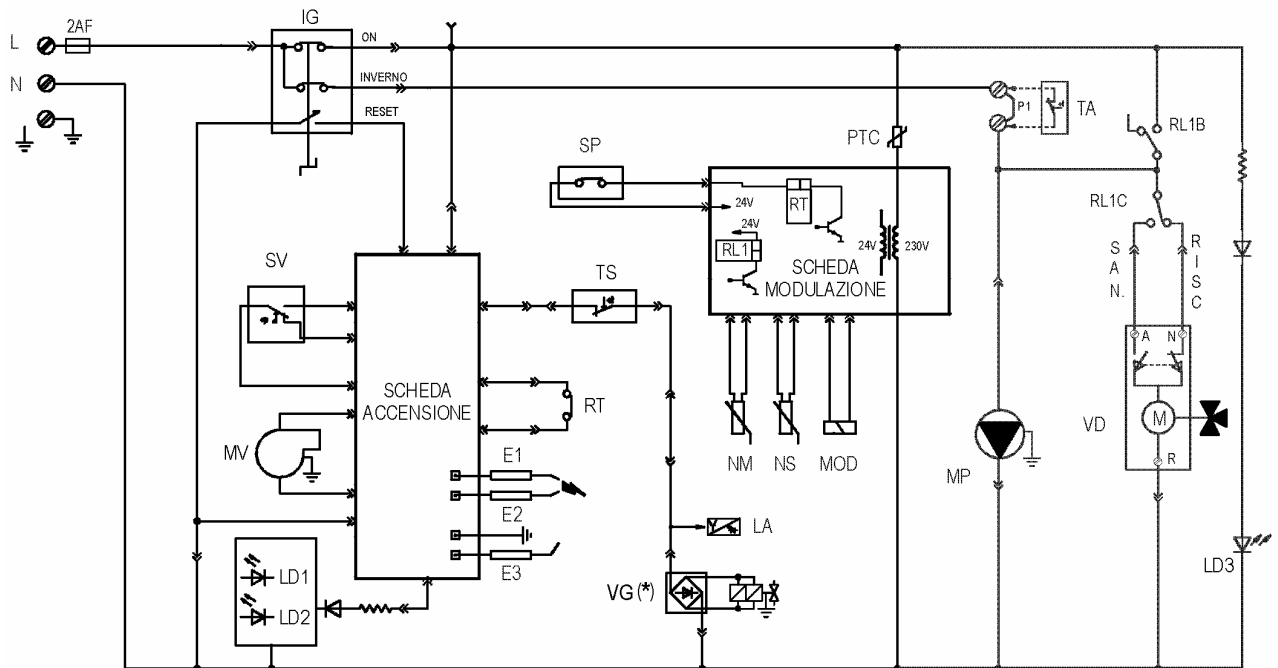 L
2AF
IG
ON
N
INVERNO
RESET
P1
TA
RL1B
PTC
SP
24V
RT
24V
RL1
24V
230V
SCHEDA
MODULAZIONE
RL1C
SAN.
RISC
SV
TS
SCHEDA
ACCENSIONE
RT
A
N
M
VD
R
MV
NM
NS
MOD
MP
E1
E2
E3
LA
LD1
LD2
VG (*)
LD3